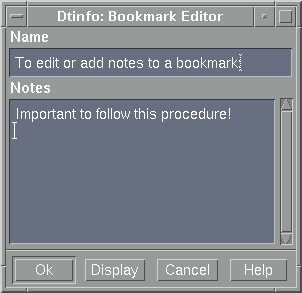 Dtinfo: Bookmark Editor
Name
To edit or add notes to a bookmark:
Notes
Important to follow this procedure!
Ok Display Cancel Help